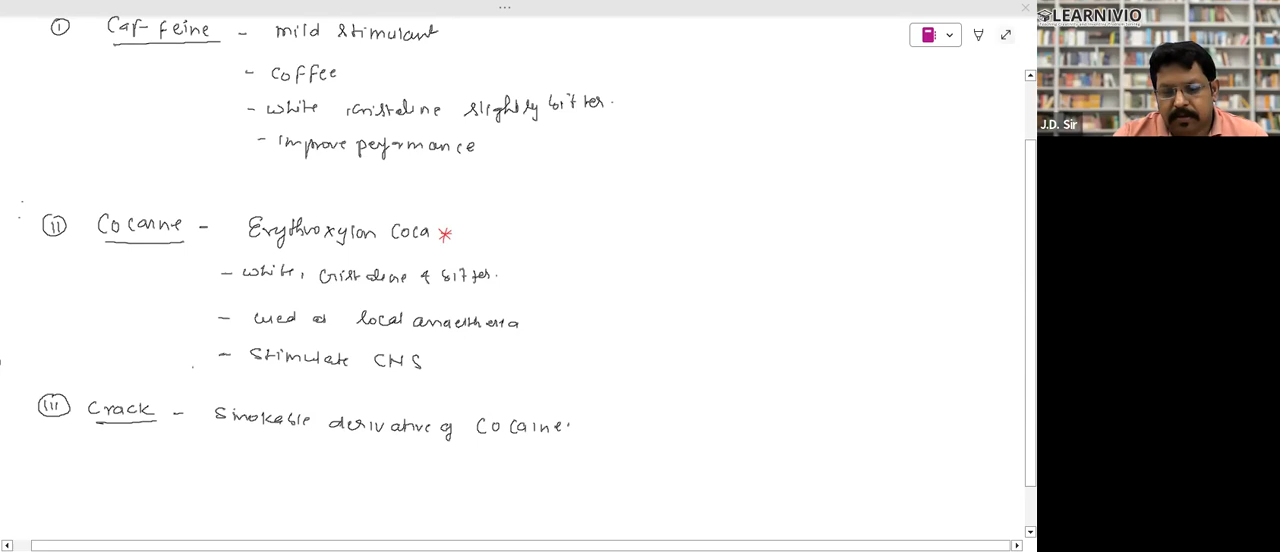 LEARNIVIO
J.D. Sir
(i) Caf-feine - mild stimulant
- coffee
- white cristaline slightly bitter.
- improve performance
(ii) Cocaine - Erythroxylon coca *
- white, cristaline & bitter.
- used as local anaesthesia
- stimulate CNS
(iii) Crack - Smokable derivative of cocaine.